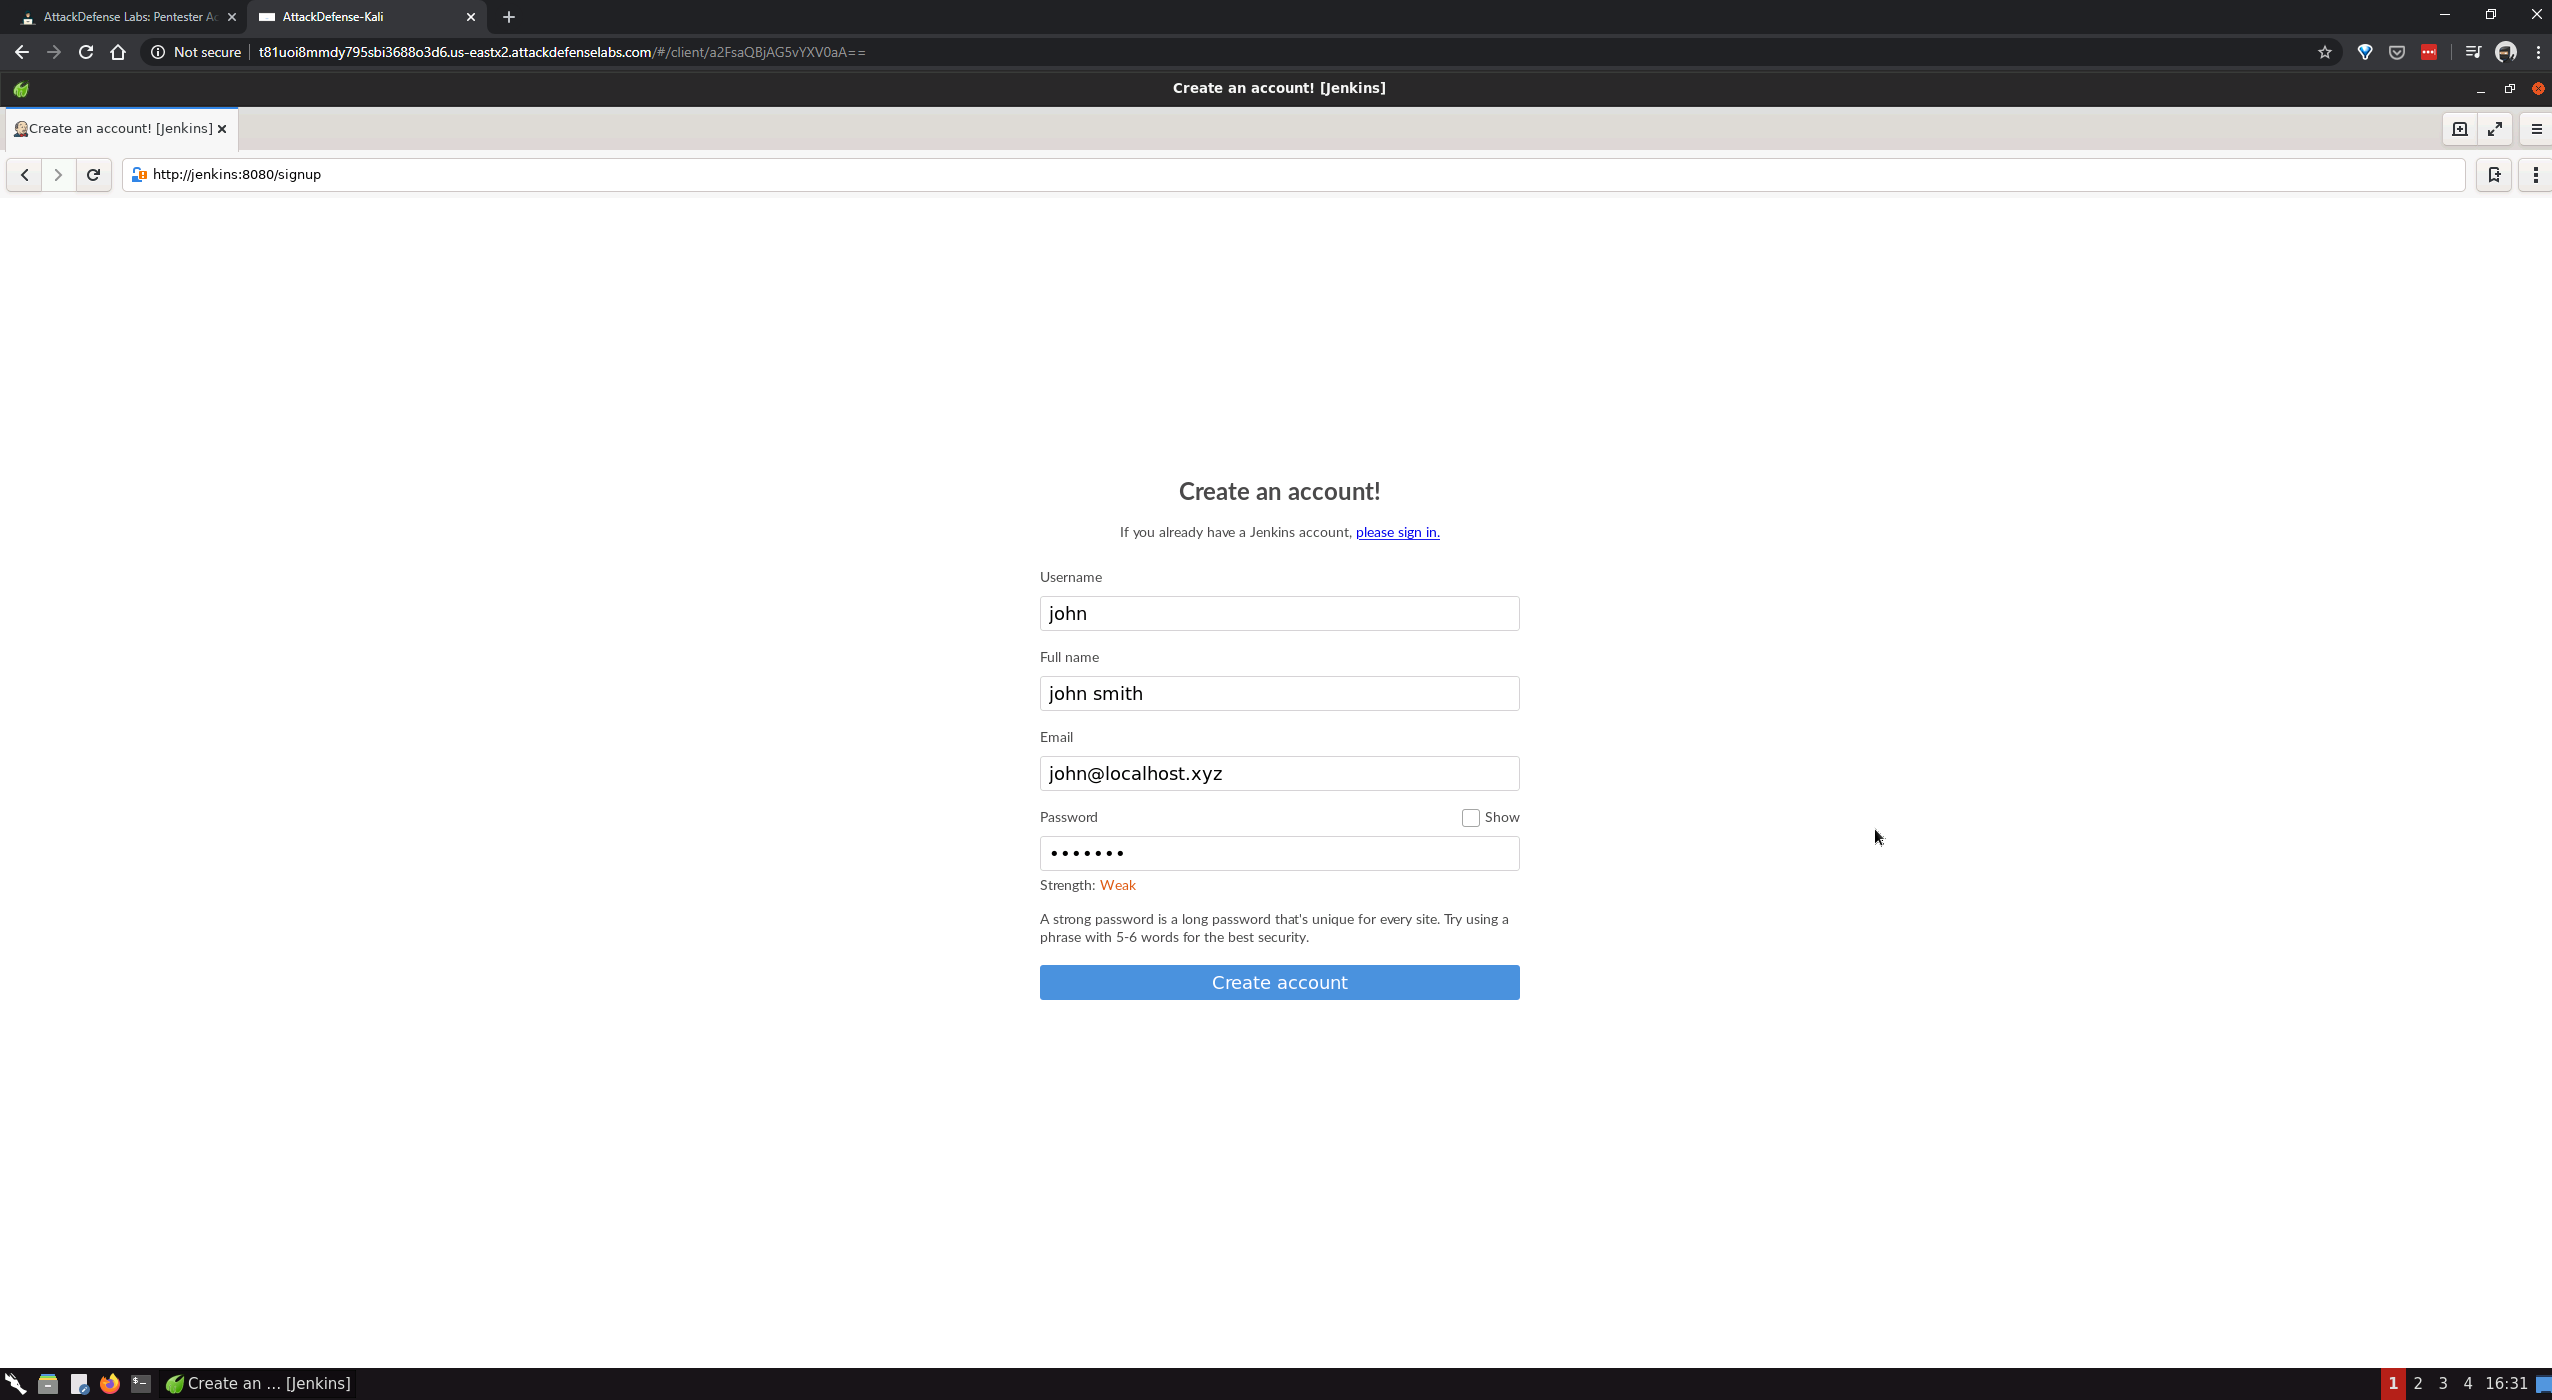 AttackDefense Labs: Pentester Ac
AttackDefense-Kali
Not secure
t81uoi8mmdy795sbi3688o3d6.us-eastx2.attackdefenselabs.com/#/client/a2FsaQBjAG5vYXV0aA==
Create an account! [Jenkins]
Create an account! [Jenkins]
http://jenkins:8080/signup
Create an account!
If you already have a Jenkins account, please sign in.
Username
john
Full name
john smith
Email
john@localhost.xyz
Password
Show
•••••••
Strength: Weak
A strong password is a long password that's unique for every site. Try using a
phrase with 5-6 words for the best security.
Create account
Create an ... [Jenkins]
1 2 3 4 16:31